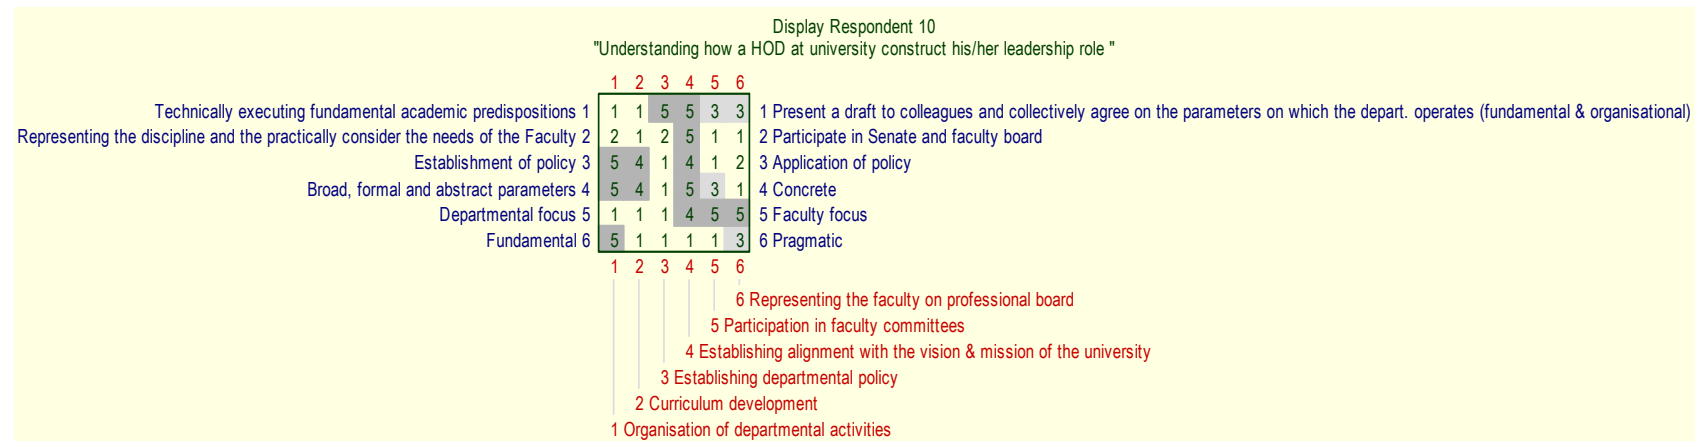 Display Respondent 10
"Understanding how a HOD at university construct his/her leadership role "
1 2 3 4 5 6
Technically executing fundamental academic predispositions 1 1 1 5 5 3 3 1 Present a draft to colleagues and collectively agree on the parameters on which the depart. operates (fundamental & organisational)
Representing the discipline and the practically consider the needs of the Faculty 2 2 1 2 5 1 1 2 Participate in Senate and faculty board
Establishment of policy 3 5 4 1 4 1 2 3 Application of policy
Broad, formal and abstract parameters 4 5 4 1 5 3 1 4 Concrete
Departmental focus 5 1 1 1 4 5 5 5 Faculty focus
Fundamental 6 5 1 1 1 1 3 6 Pragmatic
1 2 3 4 5 6
6 Representing the faculty on professional board
5 Participation in faculty committees
4 Establishing alignment with the vision & mission of the university
3 Establishing departmental policy
2 Curriculum development
1 Organisation of departmental activities